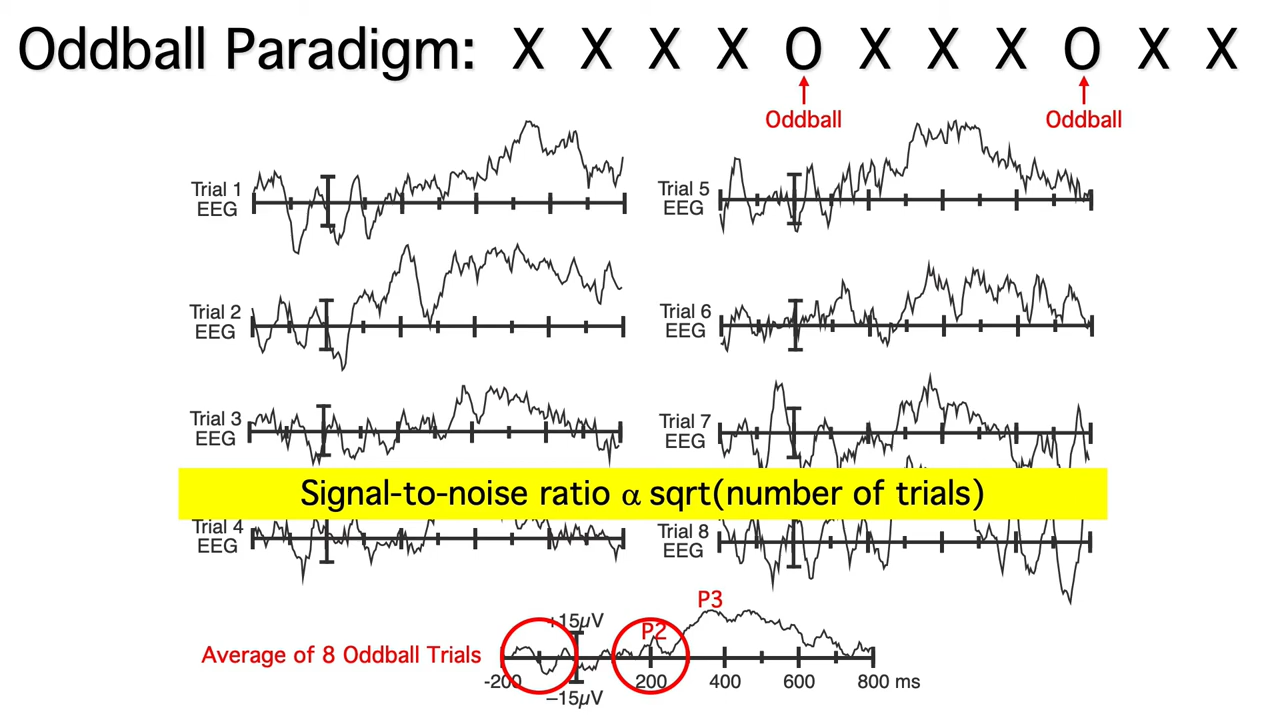 Oddball Paradigm: X X X X O X X X O X X
Oddball
Oddball
Trial 1
EEG
Trial 5
EEG
Trial 2
EEG
Trial 6
EEG
Trial 3
EEG
Trial 7
EEG
Signal-to-noise ratio α sqrt(number of trials)
Trial 4
EEG
Trial 8
EEG
P3
+15µV
P2
Average of 8 Oddball Trials
-200 200 400 600 800 ms
−15µV